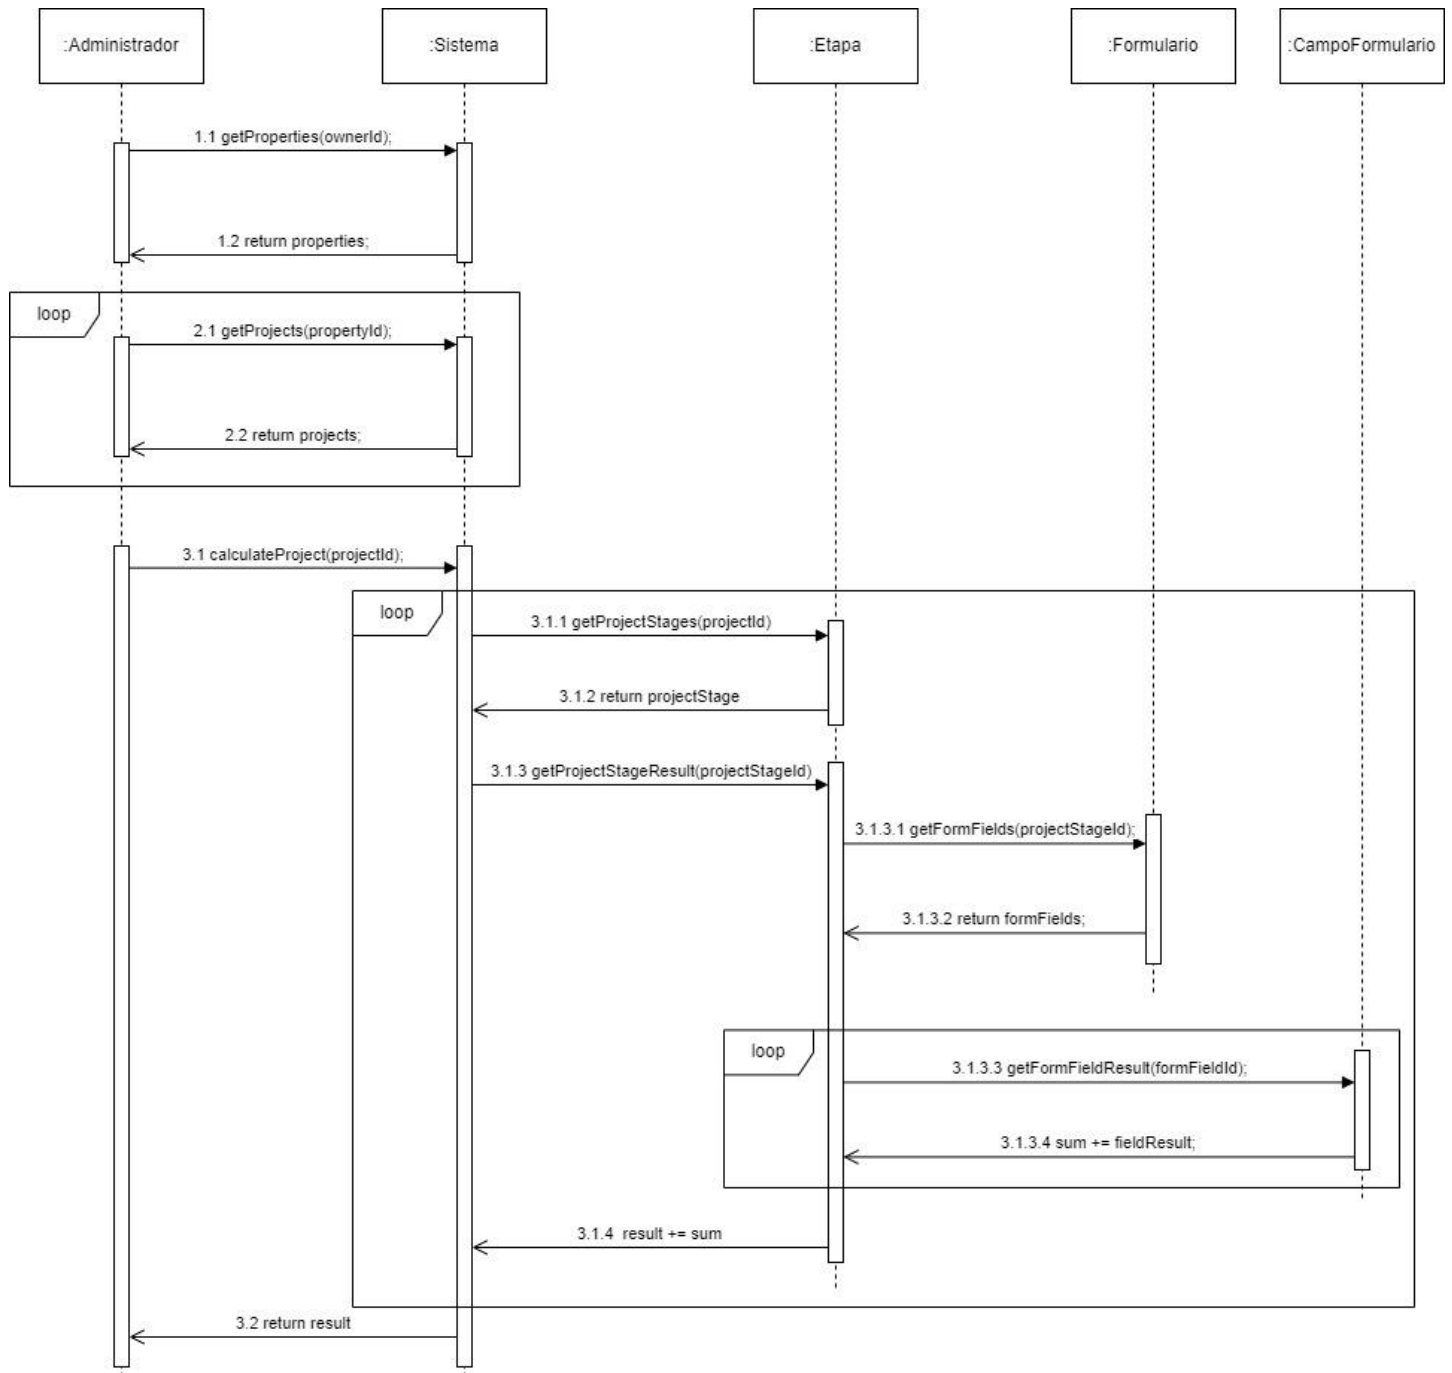 :Administrador
:Sistema
:Etapa
:Formulario
:CampoFormulario
1.1 getProperties(ownerId);
1.2 return properties;
loop
2.1 getProjects(propertyId);
2.2 return projects;
3.1 calculateProject(projectId);
loop
3.1.1 getProjectStages(projectId)
3.1.2 return projectStage
3.1.3 getProjectStageResult(projectStageId)
3.1.3.1 getFormFields(projectStageId);
3.1.3.2 return formFields;
loop
3.1.3.3 getFormFieldResult(formFieldId);
3.1.3.4 sum += fieldResult;
3.1.4 result += sum
3.2 return result